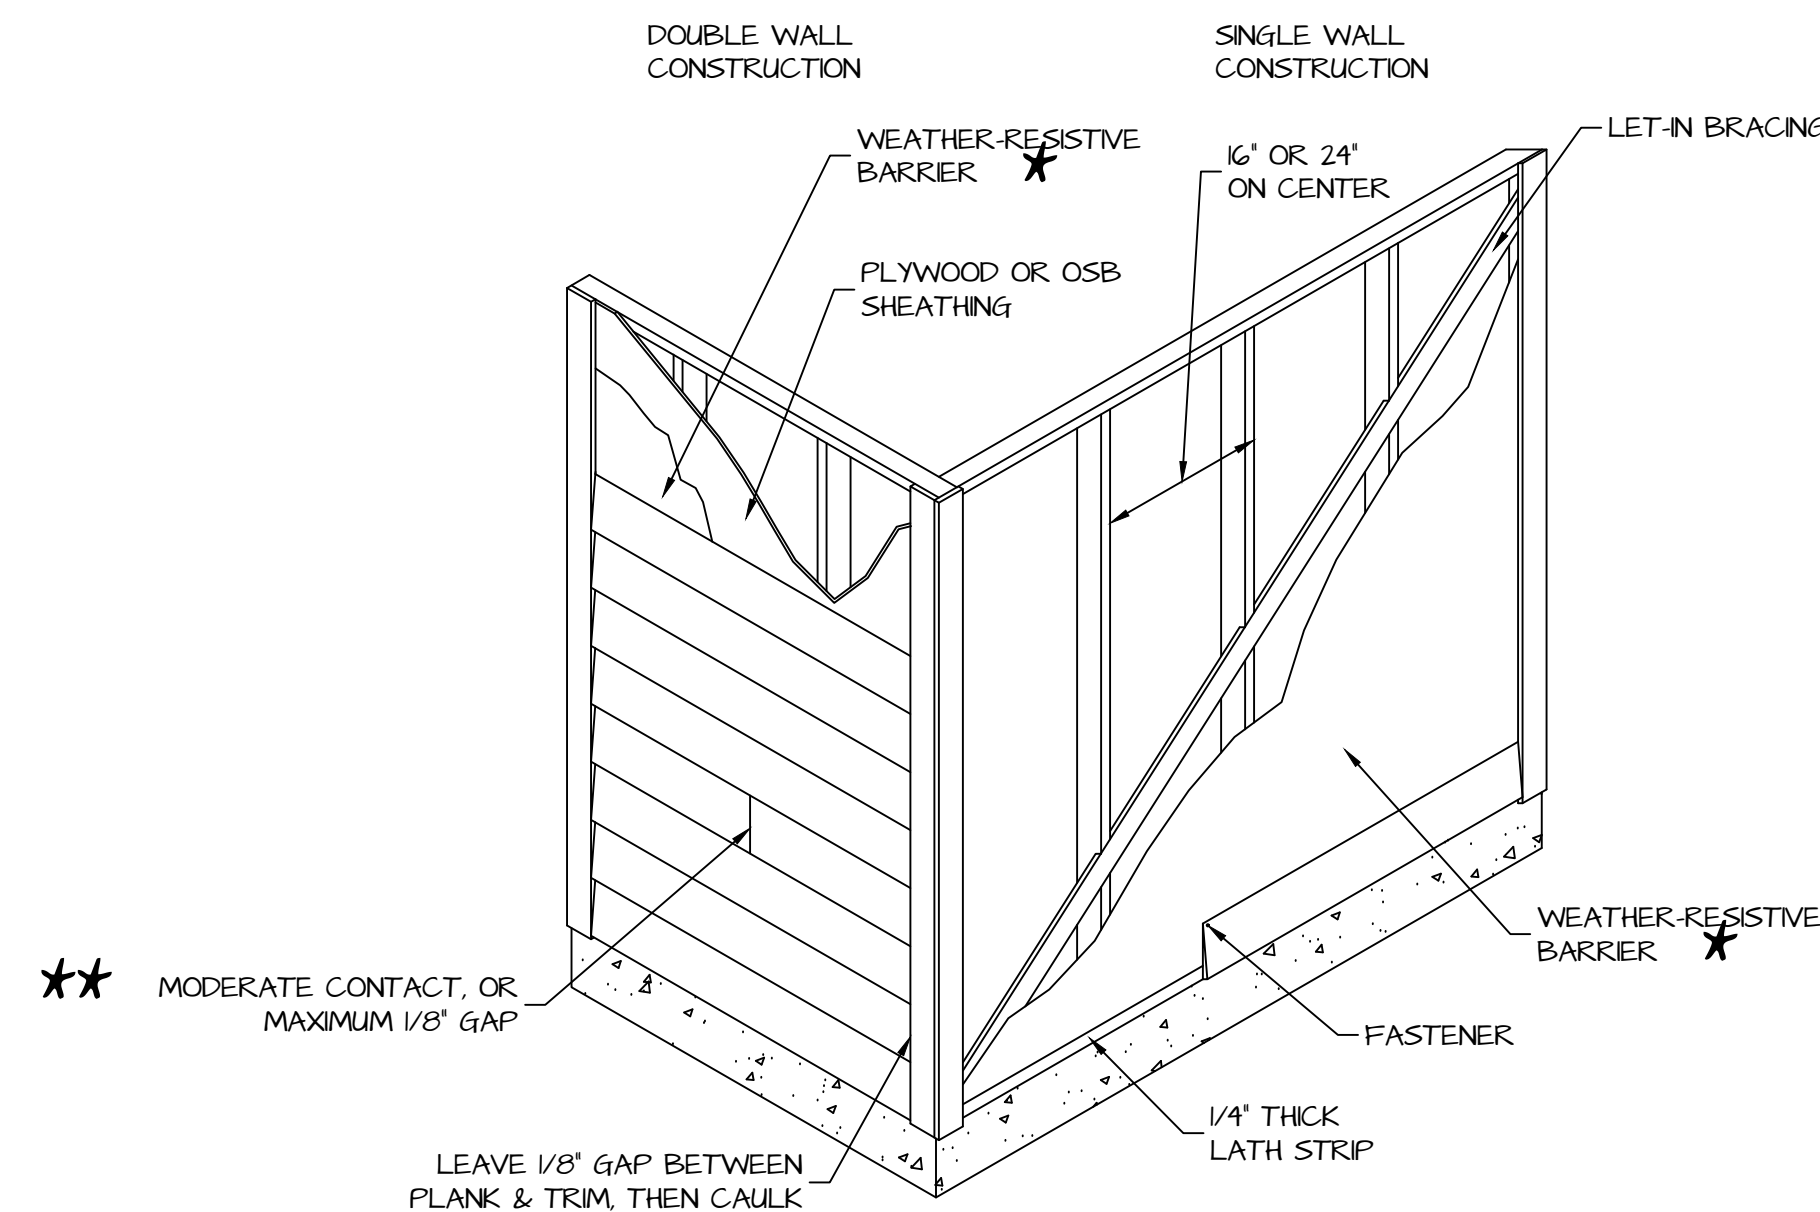 DOUBLE WALL
CONSTRUCTION
SINGLE WALL
CONSTRUCTION
WEATHER-RESISTIVE
BARRIER
16" OR 24"
ON CENTER
LET-IN BRACING
PLYWOOD OR OSB
SHEATHING
WEATHER-RESISTIVE
BARRIER
MODERATE CONTACT, OR
MAXIMUM 1/8" GAP
FASTENER
1/4" THICK
LATH STRIP
LEAVE 1/8" GAP BETWEEN
PLANK & TRIM, THEN CAULK